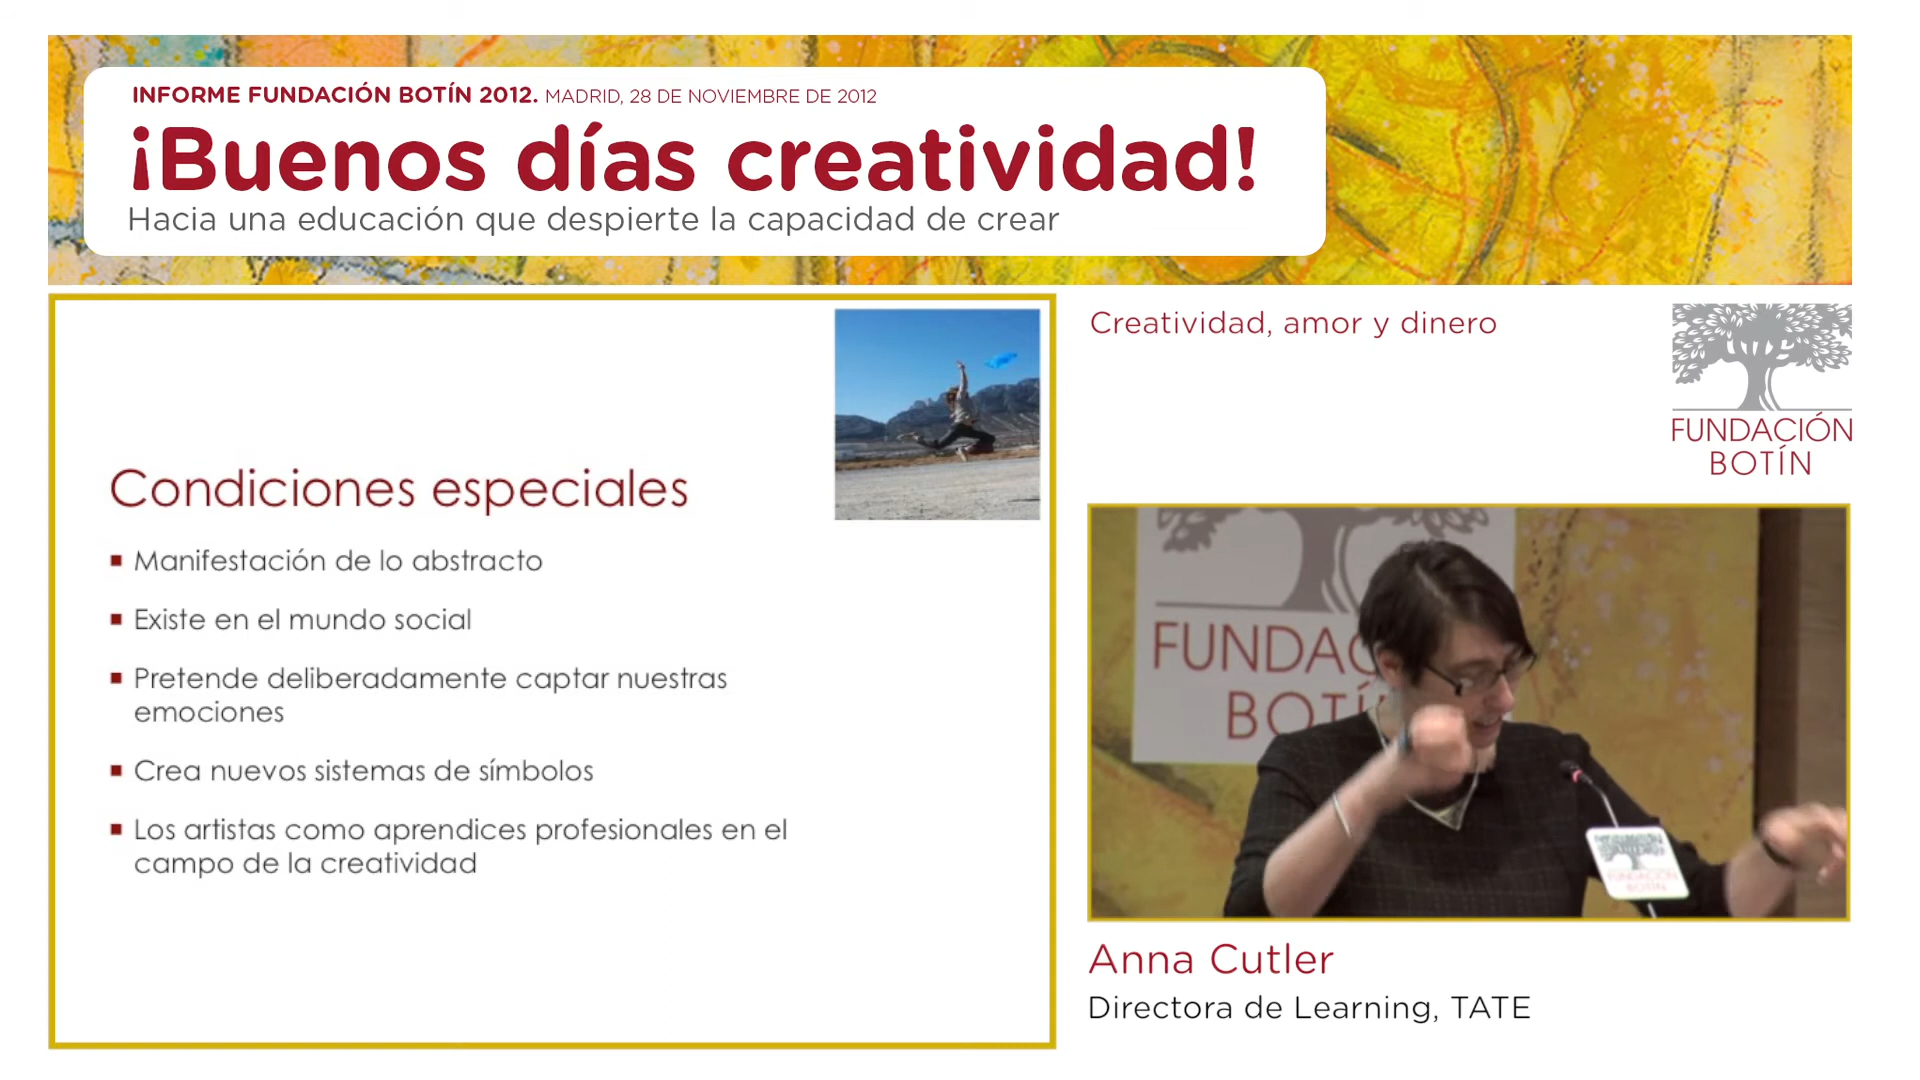 INFORME FUNDACIÓN BOTÍN 2012. MADRID, 28 DE NOVIEMBRE DE 2012
¡Buenos días creatividad!
Hacia una educación que despierte la capacidad de crear
Condiciones especiales
Manifestación de lo abstracto
Existe en el mundo social
Pretende deliberadamente captar nuestras
emociones
Crea nuevos sistemas de símbolos
Los artistas como aprendices profesionales en el
campo de la creatividad
Creatividad, amor y dinero
FUNDACIÓN
BOTÍN
FUNDAC
BOTÍ
FUNDACIÓN
BOTÍN
Anna Cutler
Directora de Learning, TATE